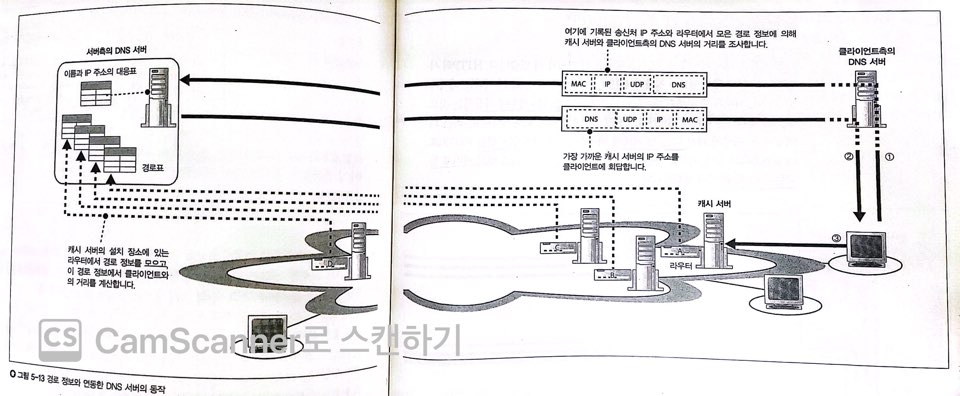 서버측의 DNS 서버
이름과 IP 주소의 대응표
경로표
캐시 서버의 설치 장소에 있는
라우터에서 경로 정보를 모으고,
이 경로 정보에서 클라이언트와
의 거리를 계산합니다.
여기에 기록된 송신처 IP 주소와 라우터에서 모은 경로 정보에 의해
캐시 서버와 클라이언트측의 DNS 서버의 거리를 조사합니다.
클라이언트측의
DNS 서버
MAC IP UDP DNS
DNS UDP IP MAC
가장 가까운 캐시 서버의 IP 주소를
클라이언트에 회답합니다.
② ①
캐시 서버
③
C
B
A
라우터
D
CS CamScanner로 스캔하기
그림 5-13 경로 정보와 연동한 DNS 서버의 동작